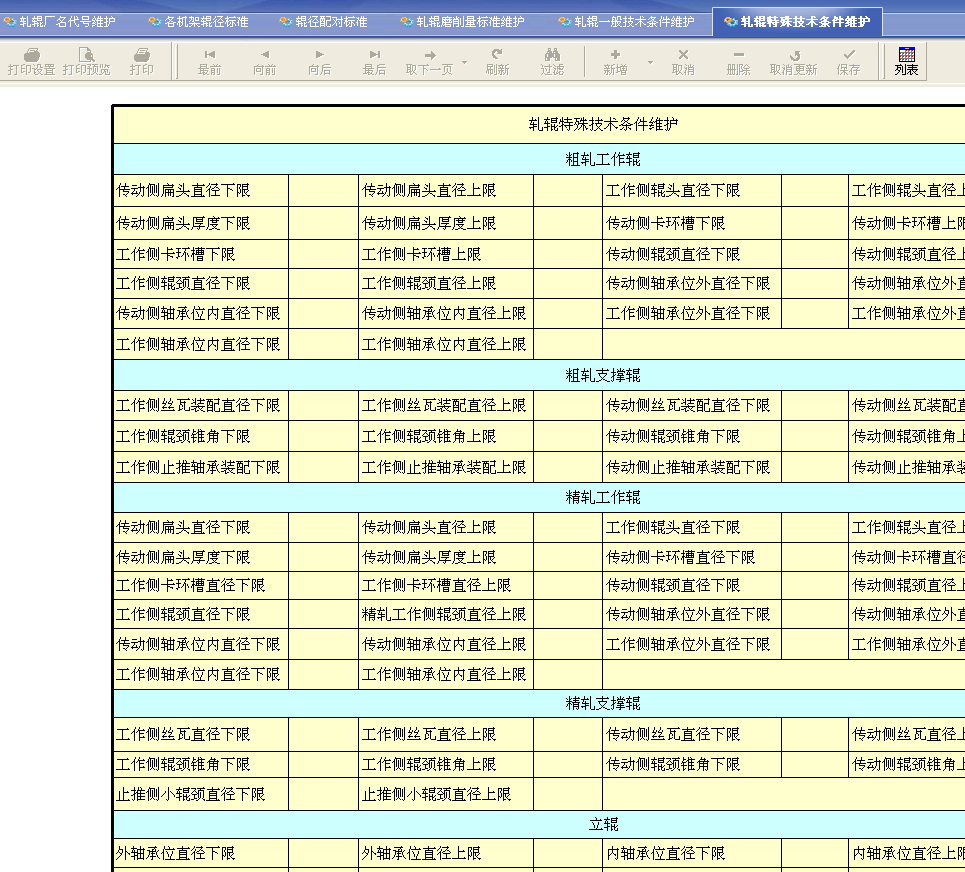 轧辊厂名代号维护 各机架辊径标准 辊径配对标准 轧辊磨削量标准维护 轧辊一般技术条件维护 轧辊特殊技术条件维护
打印设置 打印预览 打印 最前 向前 向后 最后 取下一页 刷新 过滤 新增 取消 删除 取消更新 保存 列表
轧辊特殊技术条件维护
粗轧工作辊
传动侧扁头直径下限 传动侧扁头直径上限 工作侧辊头直径下限 工作侧辊头直径上
传动侧扁头厚度下限 传动侧扁头厚度上限 传动侧卡环槽下限 传动侧卡环槽上限
工作侧卡环槽下限 工作侧卡环槽上限 传动侧辊颈直径下限 传动侧辊颈直径上
工作侧辊颈直径下限 工作侧辊颈直径上限 传动侧轴承位外直径下限 传动侧轴承位外直
传动侧轴承位内直径下限 传动侧轴承位内直径上限 工作侧轴承位外直径下限 工作侧轴承位外直
工作侧轴承位内直径下限 工作侧轴承位内直径上限
粗轧支撑辊
工作侧丝瓦装配直径下限 工作侧丝瓦装配直径上限 传动侧丝瓦装配直径下限 传动侧丝瓦装配直
工作侧辊颈锥角下限 工作侧辊颈锥角上限 传动侧辊颈锥角下限 传动侧辊颈锥角上
工作侧止推轴承装配下限 工作侧止推轴承装配上限 传动侧止推轴承装配下限 传动侧止推轴承装
精轧工作辊
传动侧扁头直径下限 传动侧扁头直径上限 工作侧辊头直径下限 工作侧辊头直径上
传动侧扁头厚度下限 传动侧扁头厚度上限 传动侧卡环槽直径下限 传动侧卡环槽直径
工作侧卡环槽直径下限 工作侧卡环槽直径上限 传动侧辊颈直径下限 传动侧辊颈直径上
工作侧辊颈直径下限 精轧工作侧辊颈直径上限 传动侧轴承位外直径下限 传动侧轴承位外直
传动侧轴承位内直径下限 传动侧轴承位内直径上限 工作侧轴承位外直径下限 工作侧轴承位外直
工作侧轴承位内直径下限 工作侧轴承位内直径上限
精轧支撑辊
工作侧丝瓦直径下限 工作侧丝瓦直径上限 传动侧丝瓦直径下限 传动侧丝瓦直径上
工作侧辊颈锥角下限 工作侧辊颈锥角上限 传动侧辊颈锥角下限 传动侧辊颈锥角上
止推侧小辊颈直径下限 止推侧小辊颈直径上限
立辊
外轴承位直径下限 外轴承位直径上限 内轴承位直径下限 内轴承位直径上限